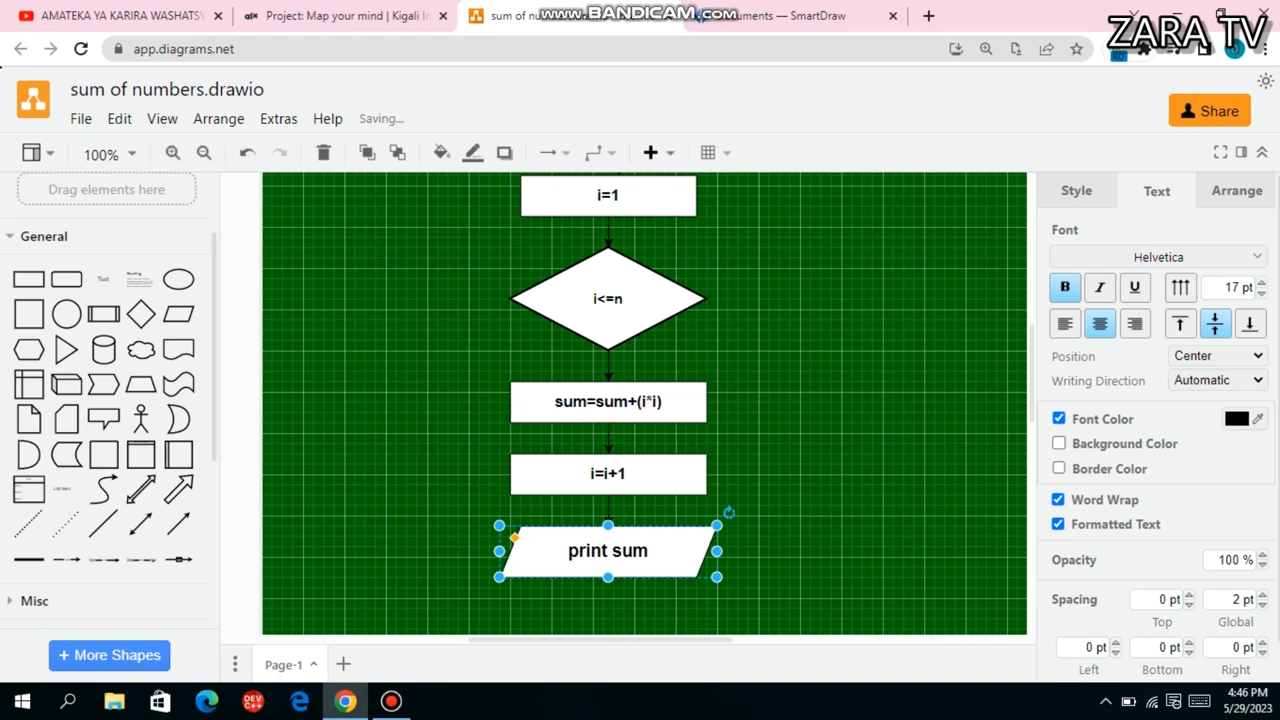 AMATEKA YA KARIRA WASHATSV
Project: Map your mind | Kigali In
sum of nu
www.BANDICAM.com
cuments — SmartDraw
ZARA TV
app.diagrams.net
sum of numbers.drawio
File Edit View Arrange Extras Help Saving...
Share
100%
Drag elements here
General
Text
Heading
List Item
Misc
+ More Shapes
i=1
i<=n
sum=sum+(i*i)
i=i+1
print sum
Page-1
Style Text Arrange
Font
Helvetica
B I U 17 pt
Position Center
Writing Direction Automatic
Font Color
Background Color
Border Color
Word Wrap
Formatted Text
Opacity 100 %
Spacing 0 pt 2 pt
Top Global
0 pt 0 pt 0 pt
Left Bottom Right
DEV C++
4:46 PM
5/29/2023